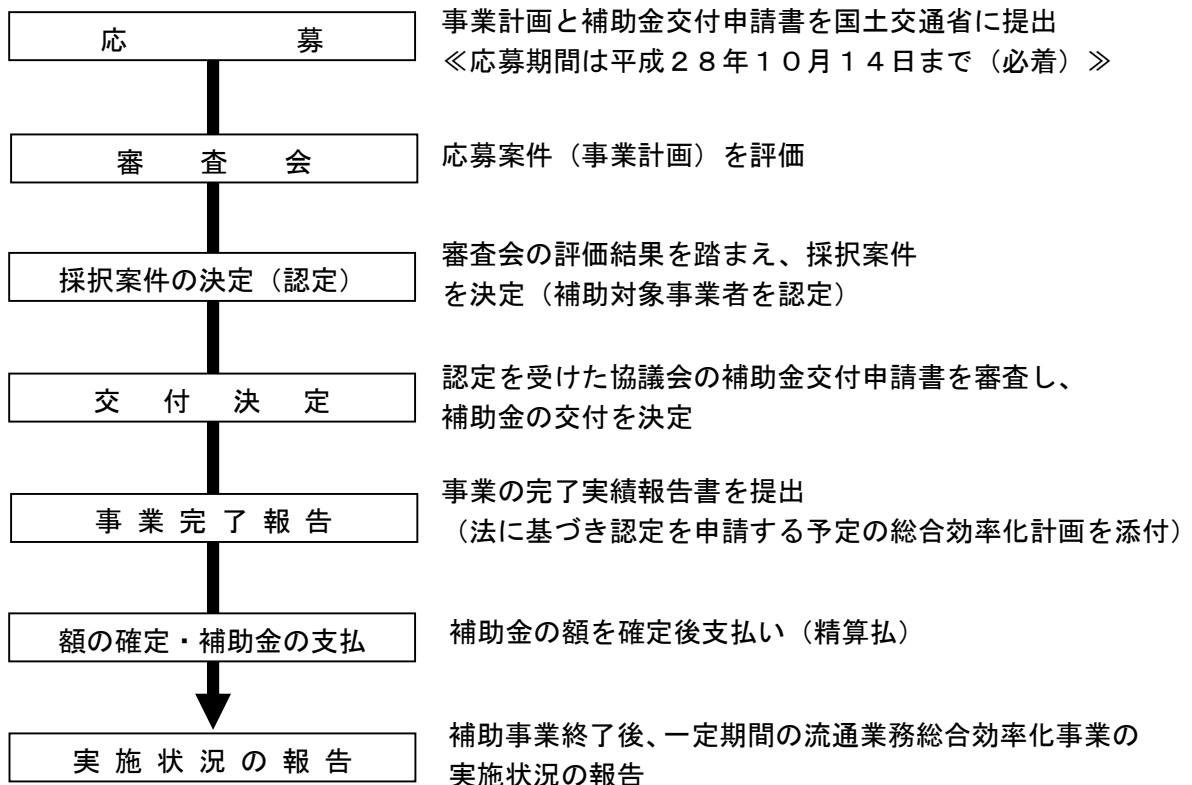 応募
事業計画と補助金交付申請書を国土交通省に提出
≪応募期間は平成２８年１０月１４日まで（必着）≫
審査会
応募案件（事業計画）を評価
採択案件の決定（認定）
審査会の評価結果を踏まえ、採択案件
を決定（補助対象事業者を認定）
交付決定
認定を受けた協議会の補助金交付申請書を審査し、
補助金の交付を決定
事業完了報告
事業の完了実績報告書を提出
（法に基づき認定を申請する予定の総合効率化計画を添付）
額の確定・補助金の支払
補助金の額を確定後支払い（精算払）
実施状況の報告
補助事業終了後、一定期間の流通業務総合効率化事業の
実施状況の報告